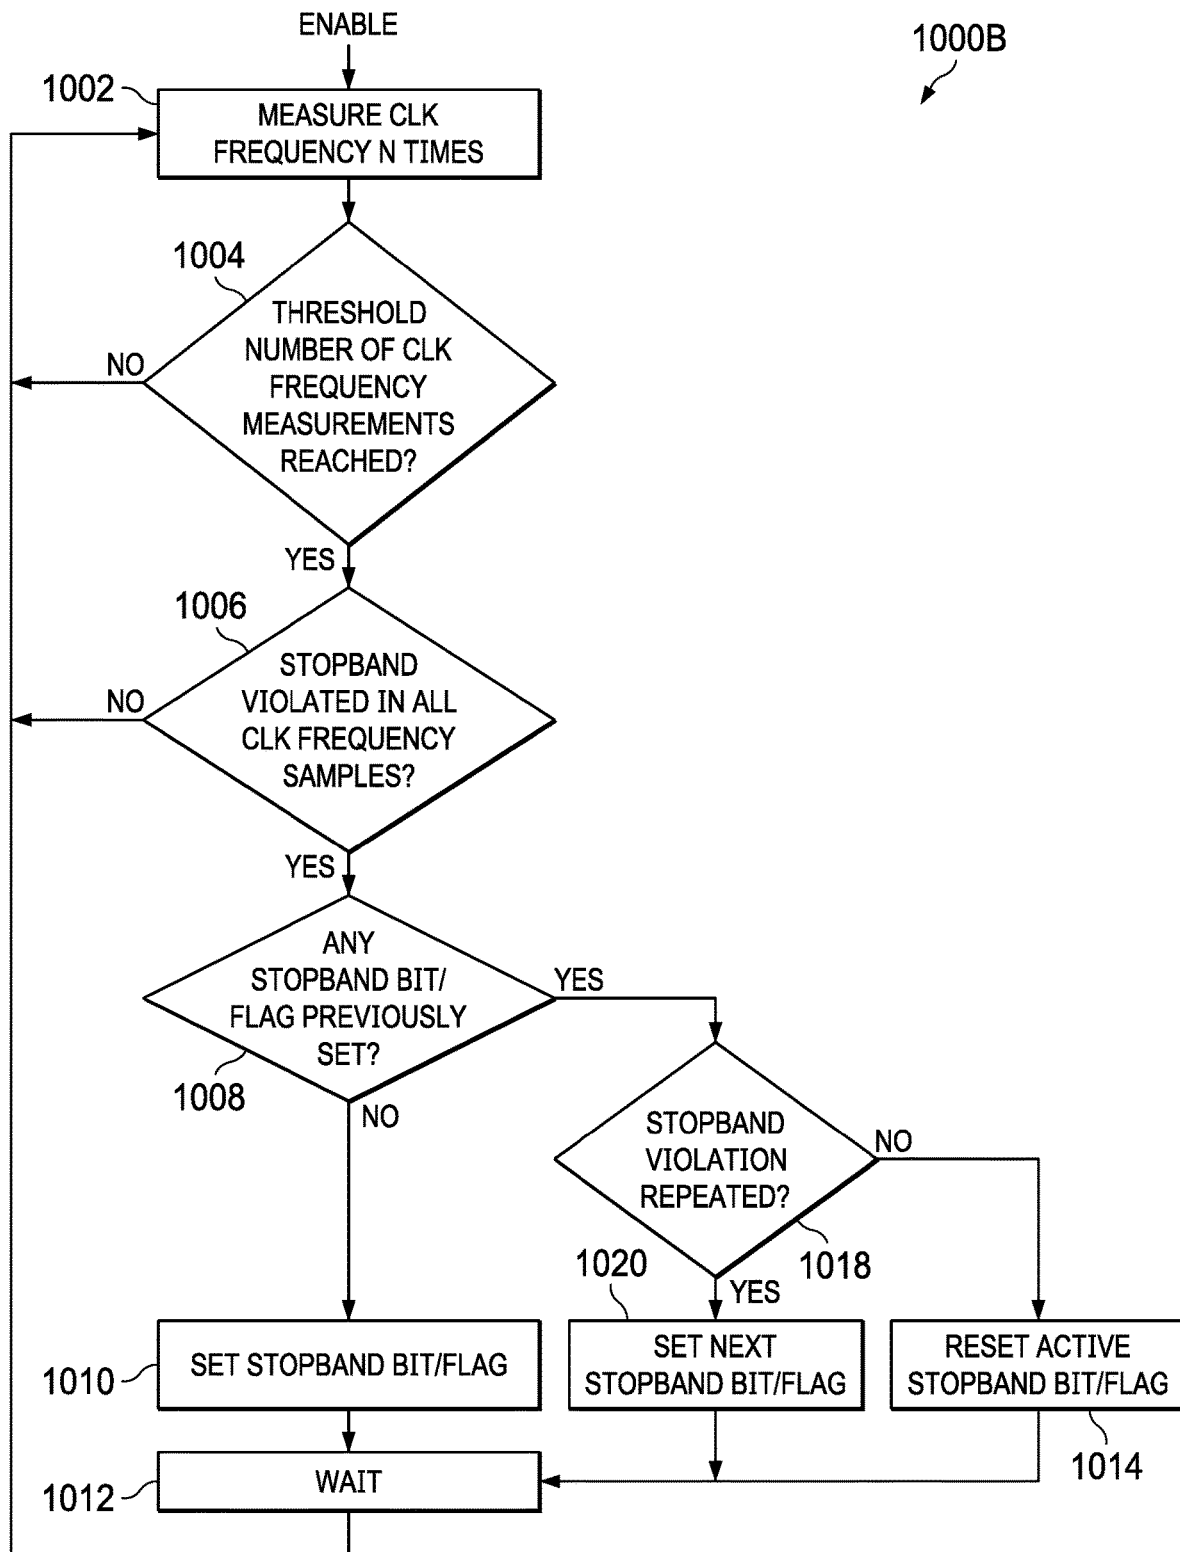 ENABLE
1000B
1002
MEASURE CLK
FREQUENCY N TIMES
1004
THRESHOLD
NUMBER OF CLK
FREQUENCY
MEASUREMENTS
REACHED?
NO
YES
1006
STOPBAND
VIOLATED IN ALL
CLK FREQUENCY
SAMPLES?
NO
YES
ANY
STOPBAND BIT/
FLAG PREVIOUSLY
SET?
YES
1008
NO
STOPBAND
VIOLATION
REPEATED?
NO
1018
YES
1020
SET STOPBAND BIT/FLAG
1010
SET NEXT
STOPBAND BIT/FLAG
RESET ACTIVE
STOPBAND BIT/FLAG
1014
WAIT
1012